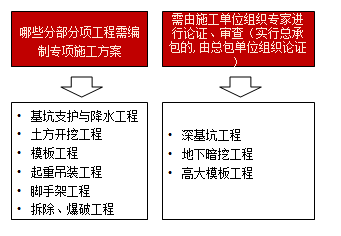 哪些分部分项工程需编
制专项施工方案
需由施工单位组织专家进
行论证、审查（实行总承
包的, 由总包单位组织论证
）
• 基坑支护与降水工程
• 土方开挖工程
• 模板工程
• 起重吊装工程
• 脚手架工程
• 拆除、爆破工程
• 深基坑工程
• 地下暗挖工程
• 高大模板工程